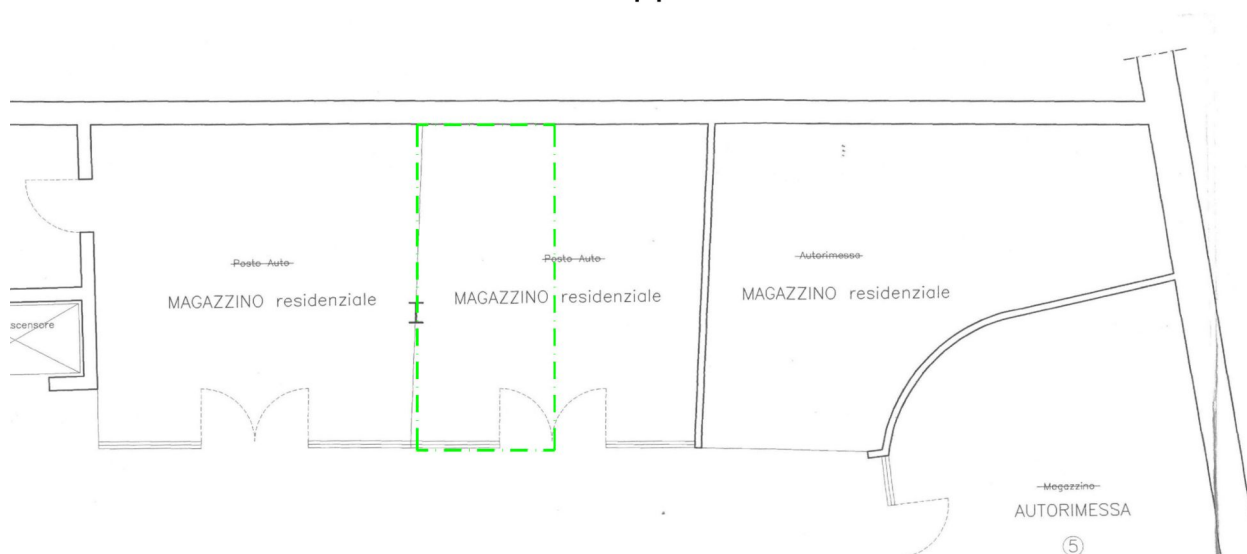 Posto Auto
MAGAZZINO residenziale
Posto Auto
MAGAZZINO residenziale
Autorimessa
MAGAZZINO residenziale
scensore
Magazzino
AUTORIMESSA
5